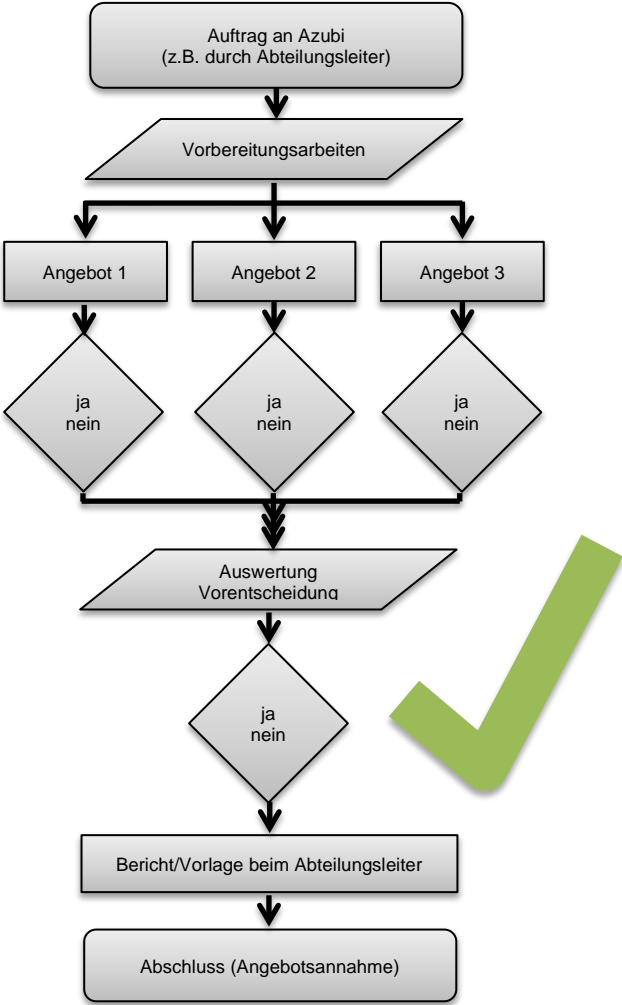 Auftrag an Azubi
(z.B. durch Abteilungsleiter)
Vorbereitungsarbeiten
Angebot 1
Angebot 2
Angebot 3
ja
nein
ja
nein
ja
nein
Auswertung
Vorentscheidung
ja
nein
Bericht/Vorlage beim Abteilungsleiter
Abschluss (Angebotsannahme)